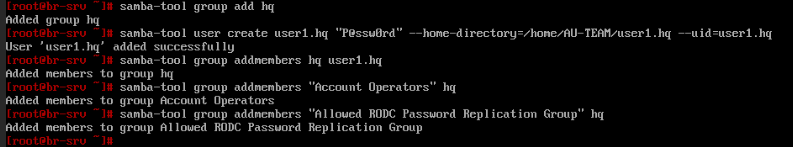 [root@br-srv ~]# samba-tool group add hq
Added group hq
[root@br-srv ~]# samba-tool user create user1.hq "P@ssw0rd" --home-directory=/home/AU-TEAM/user1.hq --uid=user1.hq
User 'user1.hq' added successfully
[root@br-srv ~]# samba-tool group addmembers hq user1.hq
Added members to group hq
[root@br-srv ~]# samba-tool group addmembers "Account Operators" hq
Added members to group Account Operators
[root@br-srv ~]# samba-tool group addmembers "Allowed RODC Password Replication Group" hq
Added members to group Allowed RODC Password Replication Group
[root@br-srv ~]#